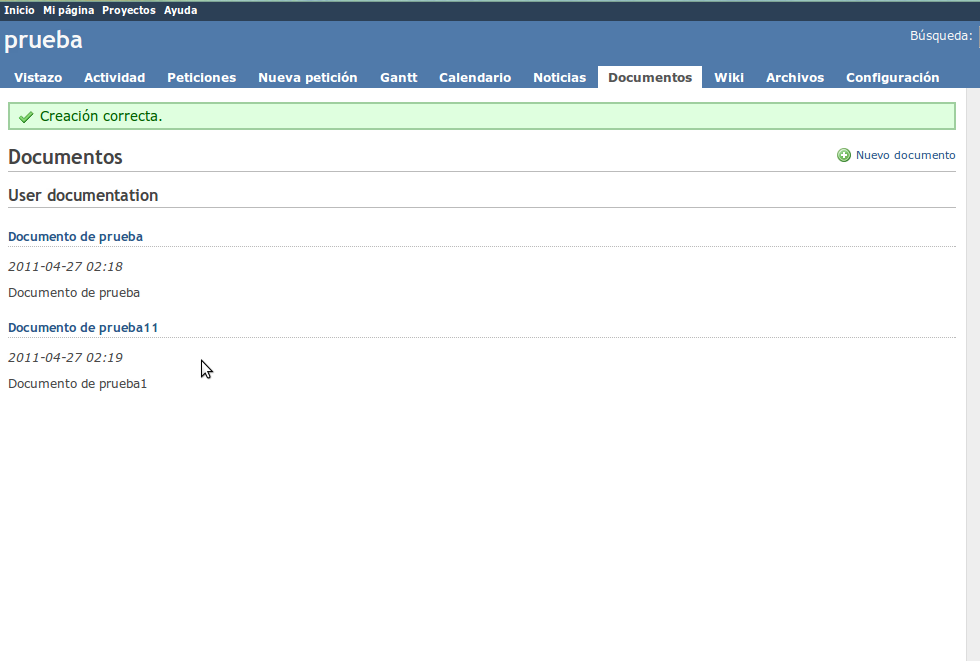 Inicio Mi página Proyectos Ayuda
prueba
Búsqueda:
Vistazo Actividad Peticiones Nueva petición Gantt Calendario Noticias Documentos Wiki Archivos Configuración
Creación correcta.
Documentos
Nuevo documento
User documentation
Documento de prueba
2011-04-27 02:18
Documento de prueba
Documento de prueba11
2011-04-27 02:19
Documento de prueba1